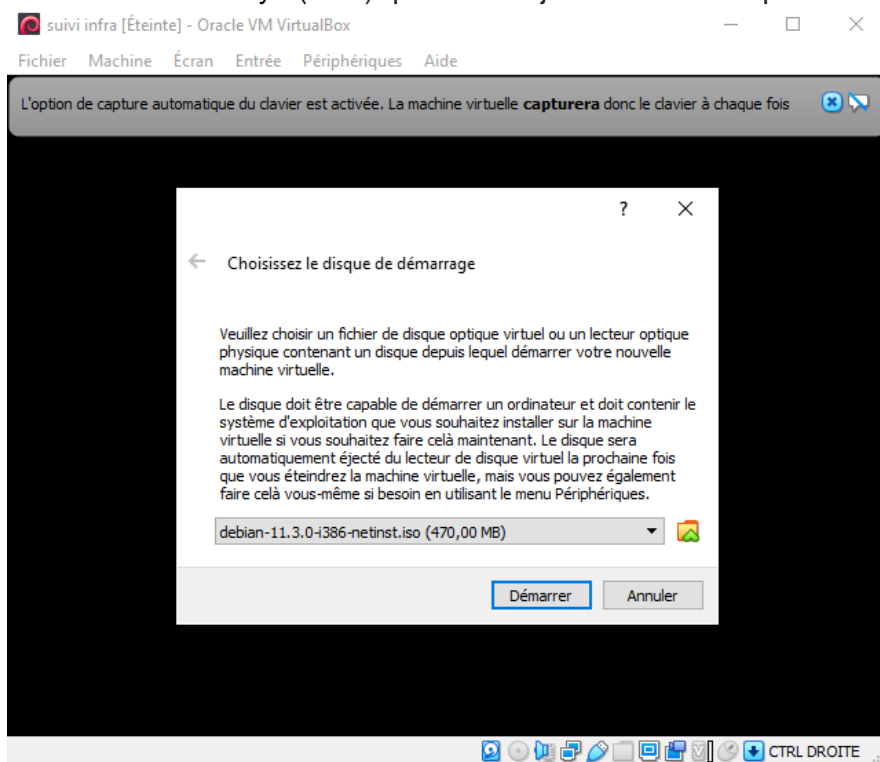 suivi infra [Éteinte] - Oracle VM VirtualBox
Fichier Machine Écran Entrée Périphériques Aide
L'option de capture automatique du clavier est activée. La machine virtuelle capturera donc le clavier à chaque fois
?
Choisissez le disque de démarrage
Veuillez choisir un fichier de disque optique virtuel ou un lecteur optique
physique contenant un disque depuis lequel démarrer votre nouvelle
machine virtuelle.
Le disque doit être capable de démarrer un ordinateur et doit contenir le
système d'exploitation que vous souhaitez installer sur la machine
virtuelle si vous souhaitez faire celà maintenant. Le disque sera
automatiquement éjecté du lecteur de disque virtuel la prochaine fois
que vous éteindrez la machine virtuelle, mais vous pouvez également
faire celà vous-même si besoin en utilisant le menu Périphériques.
debian-11.3.0-i386-netinst.iso (470,00 MB)
Démarrer Annuler
CTRL DROITE